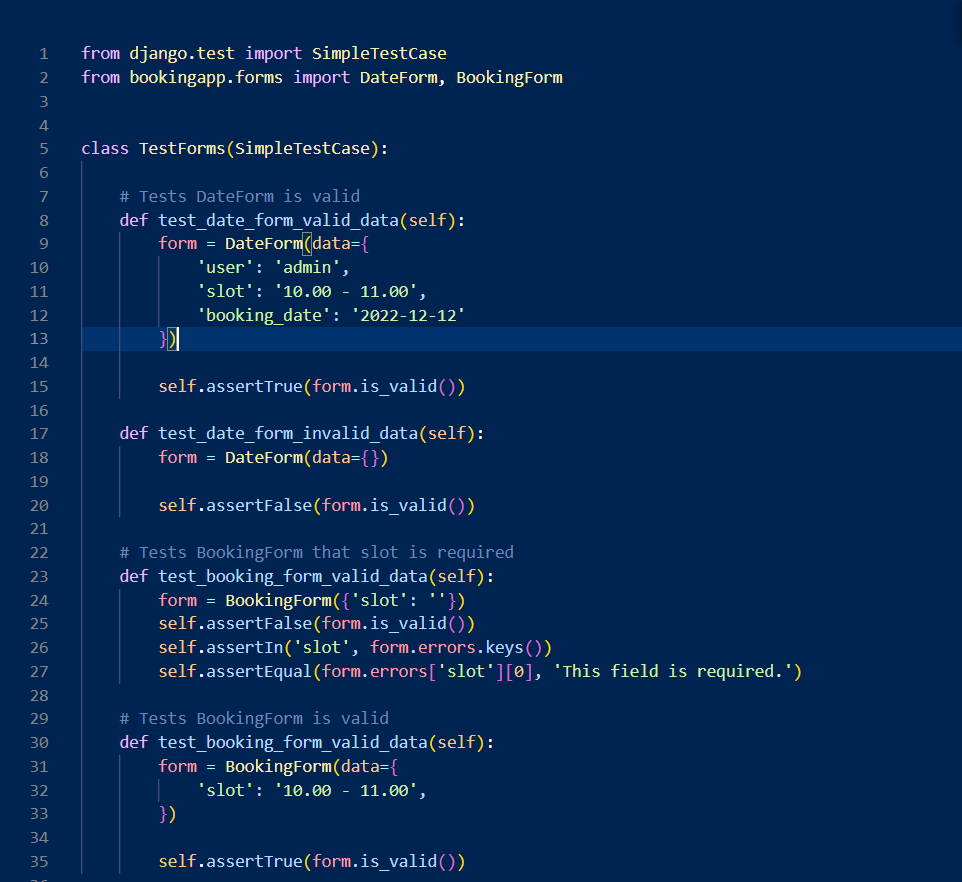 1 from django.test import SimpleTestCase
2 from bookingapp.forms import DateForm, BookingForm
3
4
5 class TestForms(SimpleTestCase):
6
7     # Tests DateForm is valid
8     def test_date_form_valid_data(self):
9         form = DateForm(data={
10             'user': 'admin',
11             'slot': '10.00 - 11.00',
12             'booking_date': '2022-12-12'
13         })
14
15         self.assertTrue(form.is_valid())
16
17     def test_date_form_invalid_data(self):
18         form = DateForm(data={})
19
20         self.assertFalse(form.is_valid())
21
22     # Tests BookingForm that slot is required
23     def test_booking_form_valid_data(self):
24         form = BookingForm({'slot': ''})
25         self.assertFalse(form.is_valid())
26         self.assertIn('slot', form.errors.keys())
27         self.assertEqual(form.errors['slot'][0], 'This field is required.')
28
29     # Tests BookingForm is valid
30     def test_booking_form_valid_data(self):
31         form = BookingForm(data={
32             'slot': '10.00 - 11.00',
33         })
34
35         self.assertTrue(form.is_valid())